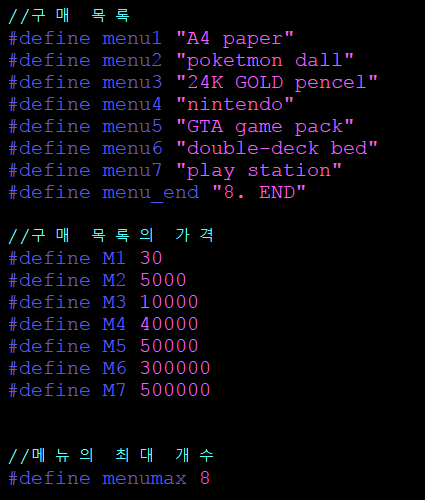 //구매 목록
#define menu1 "A4 paper"
#define menu2 "poketmon dall"
#define menu3 "24K GOLD pencel"
#define menu4 "nintendo"
#define menu5 "GTA game pack"
#define menu6 "double-deck bed"
#define menu7 "play station"
#define menu_end "8. END"
//구매 목록의 가격
#define M1 30
#define M2 5000
#define M3 10000
#define M4 40000
#define M5 50000
#define M6 300000
#define M7 500000
//메뉴의 최대 개수
#define menumax 8